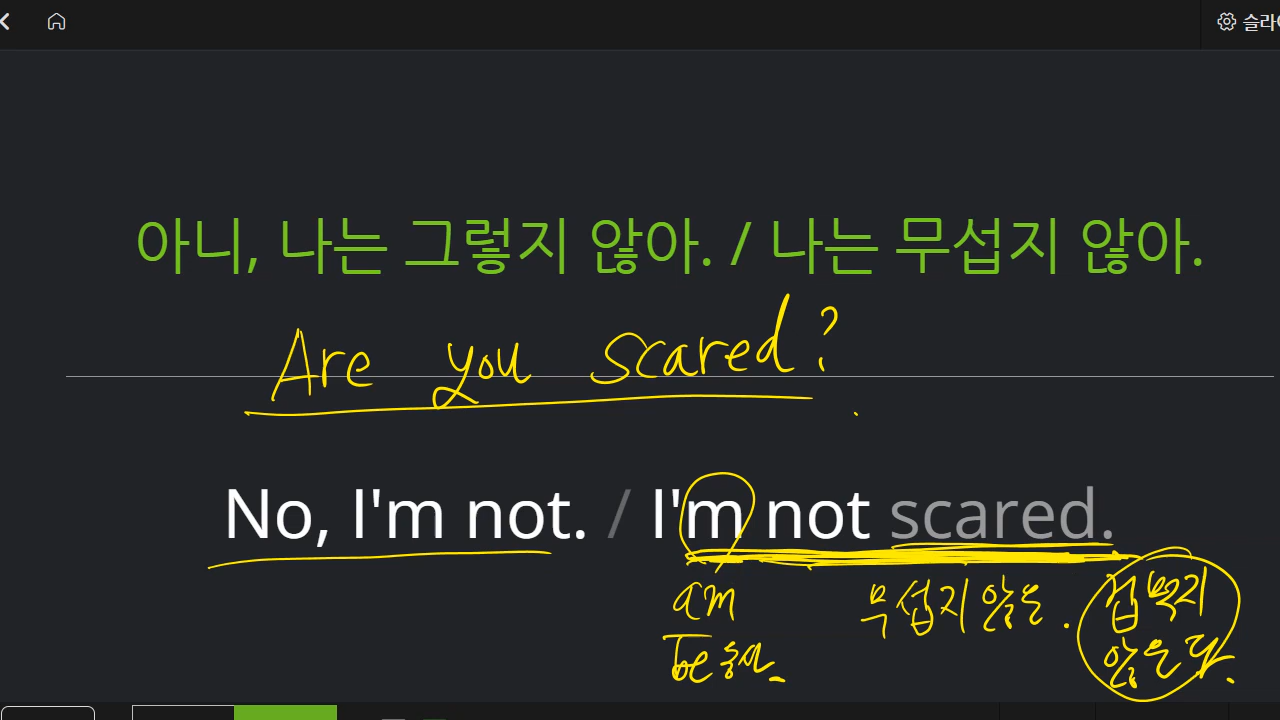 슬라
아니, 나는 그렇지 않아. / 나는 무섭지 않아.
Are you scared?
No, I'm not. / I'm not scared.
am
be동사
무섭지 않은.
겁먹지
않은